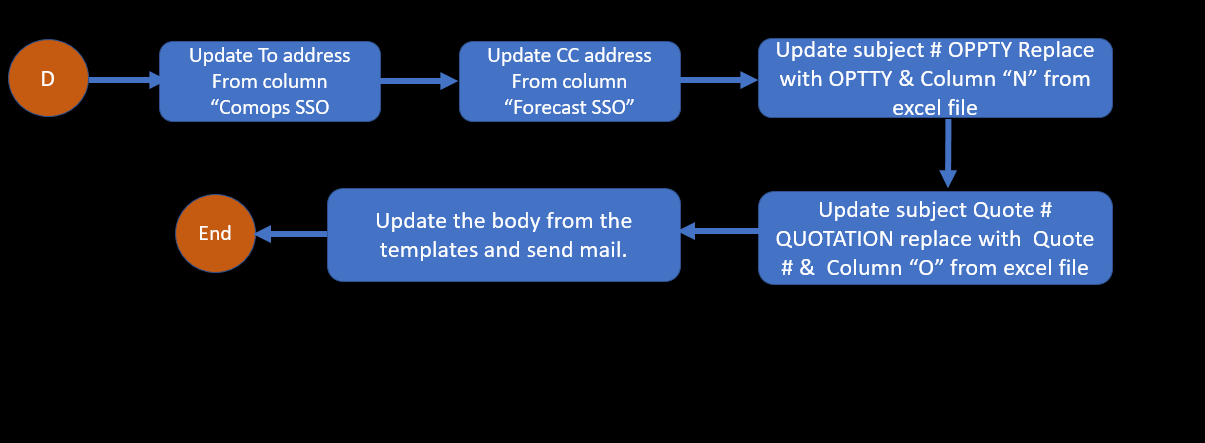 D
Update To address
From column
“Comops SSO
Update CC address
From column
“Forecast SSO”
Update subject # OPPTY Replace
with OPTTY & Column “N” from
excel file
Update subject Quote #
QUOTATION replace with Quote
# & Column “O” from excel file
Update the body from the
templates and send mail.
End